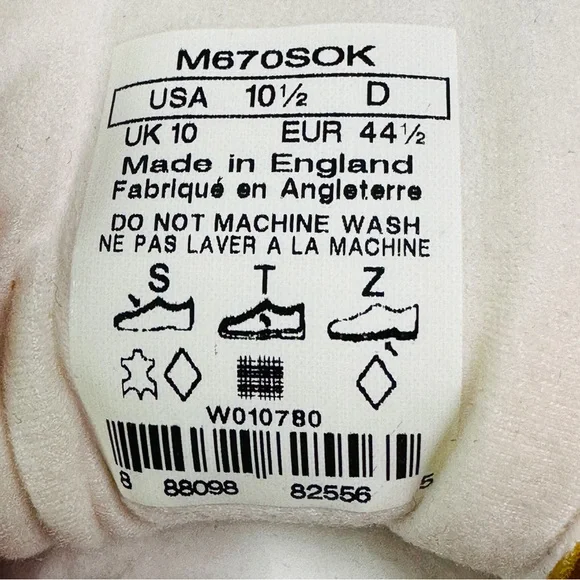 M670SOK
USA 10½ D
UK 10 EUR 44½
Made in England
Fabriqué en Angleterre
DO NOT MACHINE WASH
NE PAS LAVER A LA MACHINE
S T Z
W010780
8 88098 82556 5